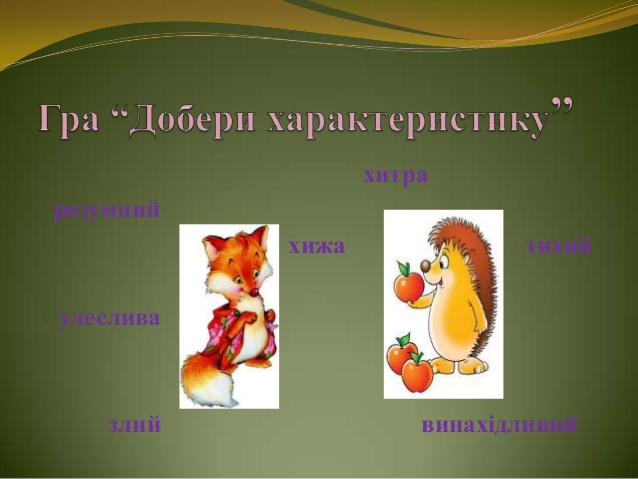 Гра “Добери характеристику”
хитра
розумний
хижа тихий
улеслива
злий винахідливий